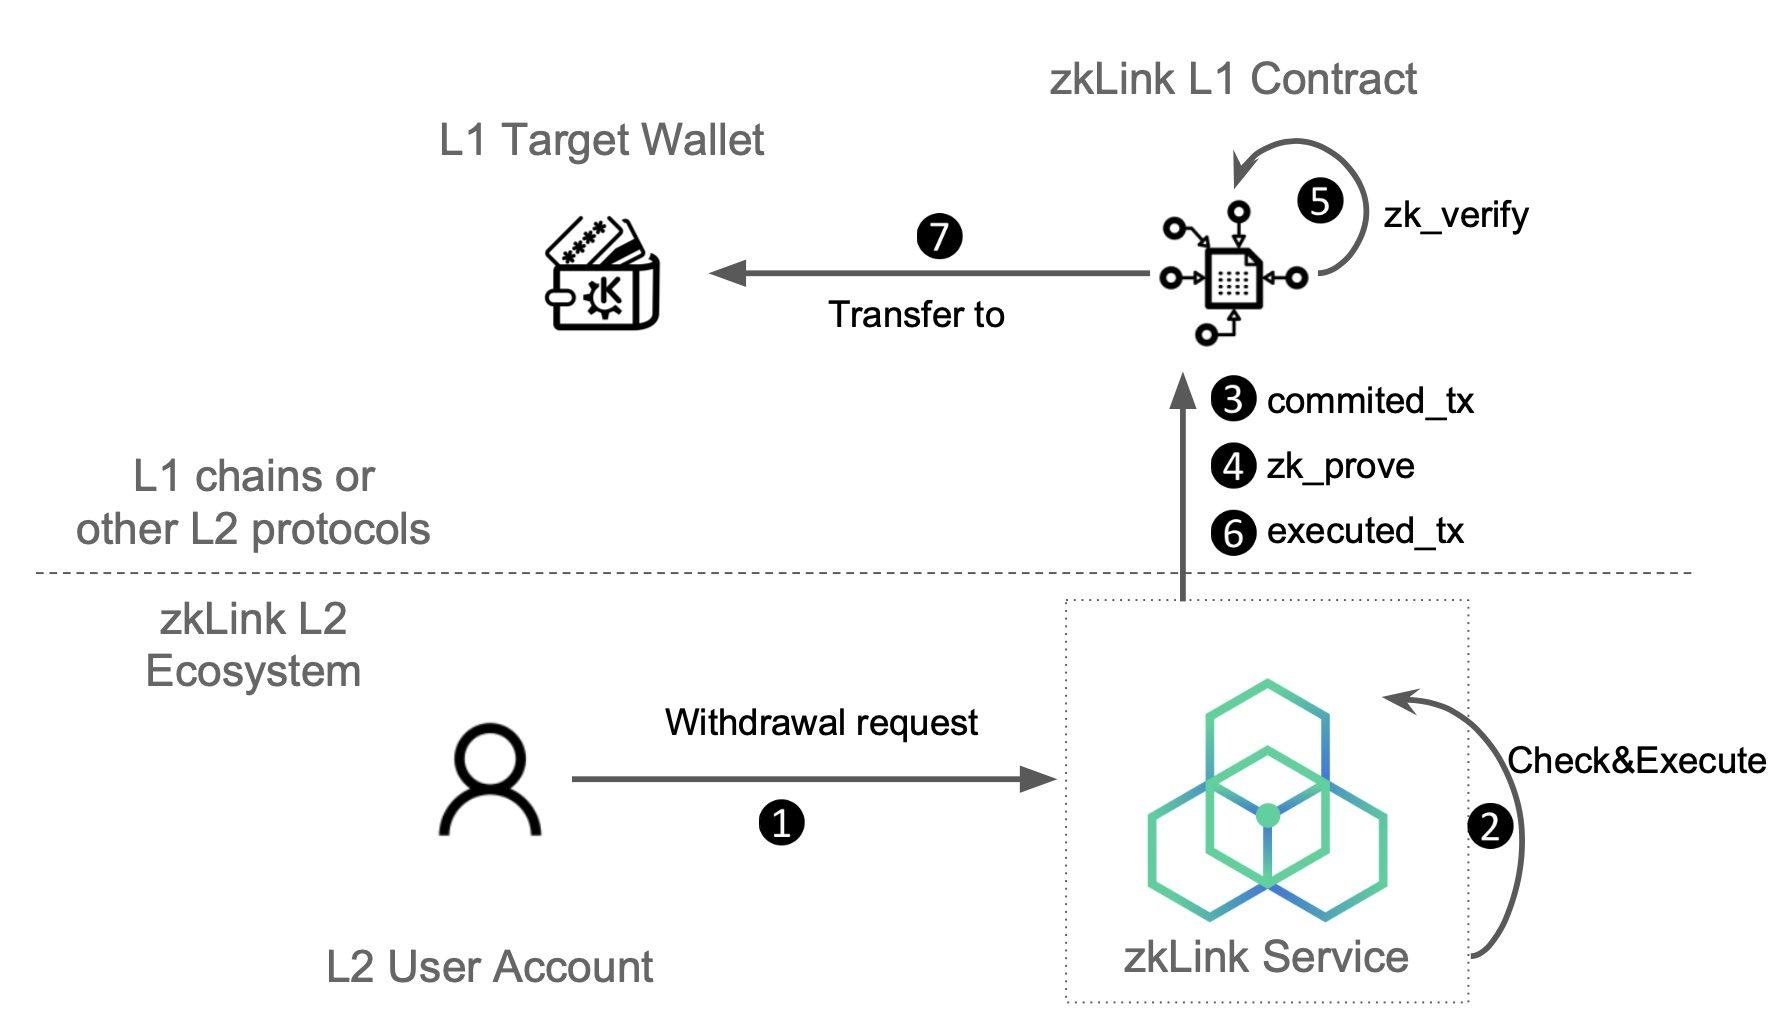 zkLink L1 Contract
L1 Target Wallet
5
zk_verify
7
Transfer to
****
K
3 commited_tx
4 zk_prove
6 executed_tx
L1 chains or
other L2 protocols
zkLink L2
Ecosystem
Withdrawal request
1
Check&Execute
2
L2 User Account
zkLink Service